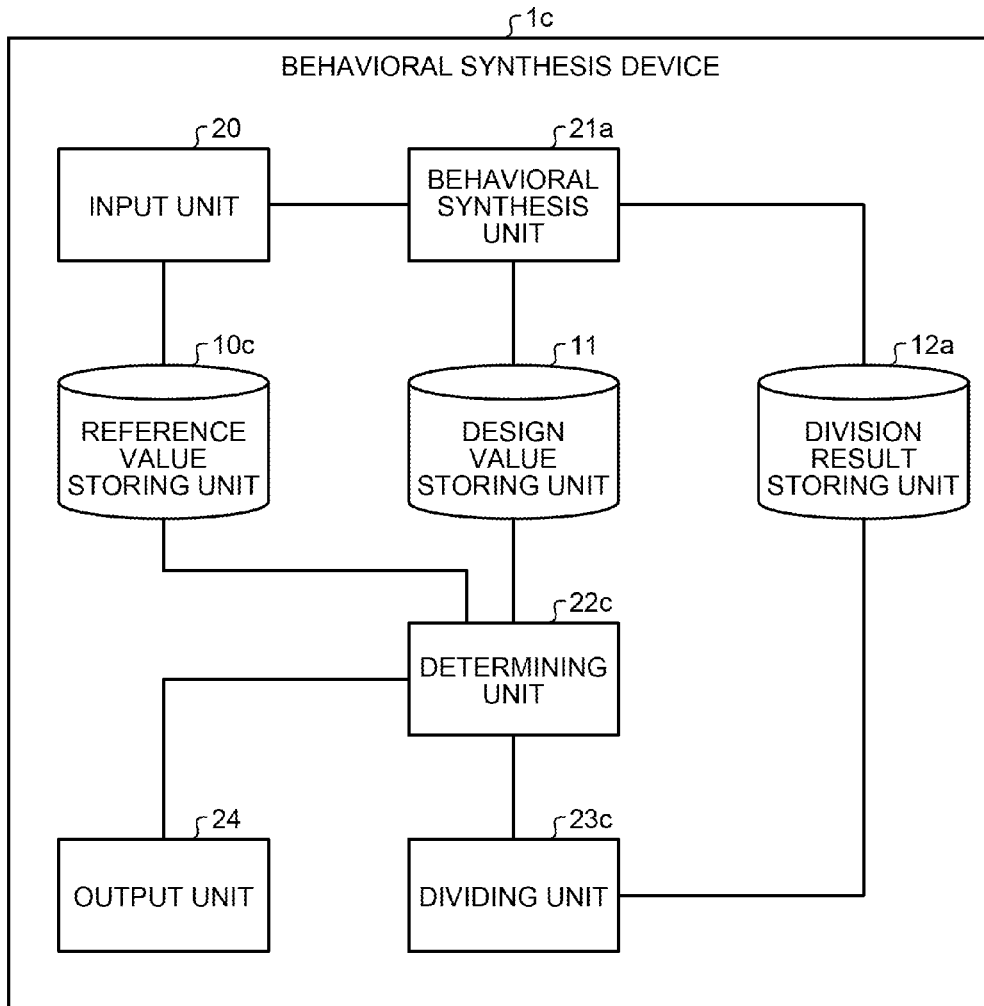 1c
BEHAVIORAL SYNTHESIS DEVICE
20
INPUT UNIT
21a
BEHAVIORAL
SYNTHESIS
UNIT
10c
REFERENCE
VALUE
STORING UNIT
11
DESIGN
VALUE
STORING UNIT
12a
DIVISION
RESULT
STORING UNIT
22c
DETERMINING
UNIT
24
OUTPUT UNIT
23c
DIVIDING UNIT